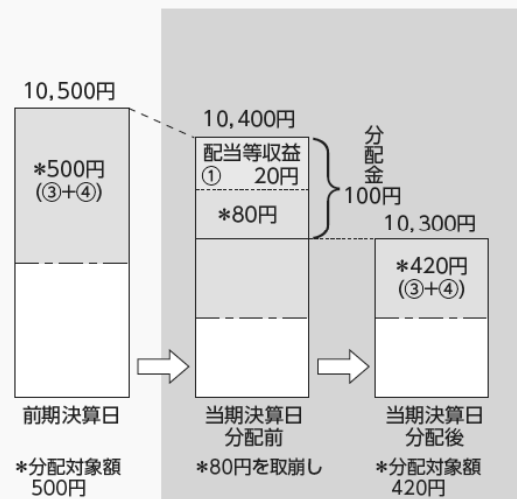 10,500円
*500円
(③+④)
前期決算日
*分配対象額
500円
10,400円
配当等収益
① 20円
*80円
分配金
100円
当期決算日
分配前
*80円を取崩し
10,300円
*420円
(③+④)
当期決算日
分配後
*分配対象額
420円